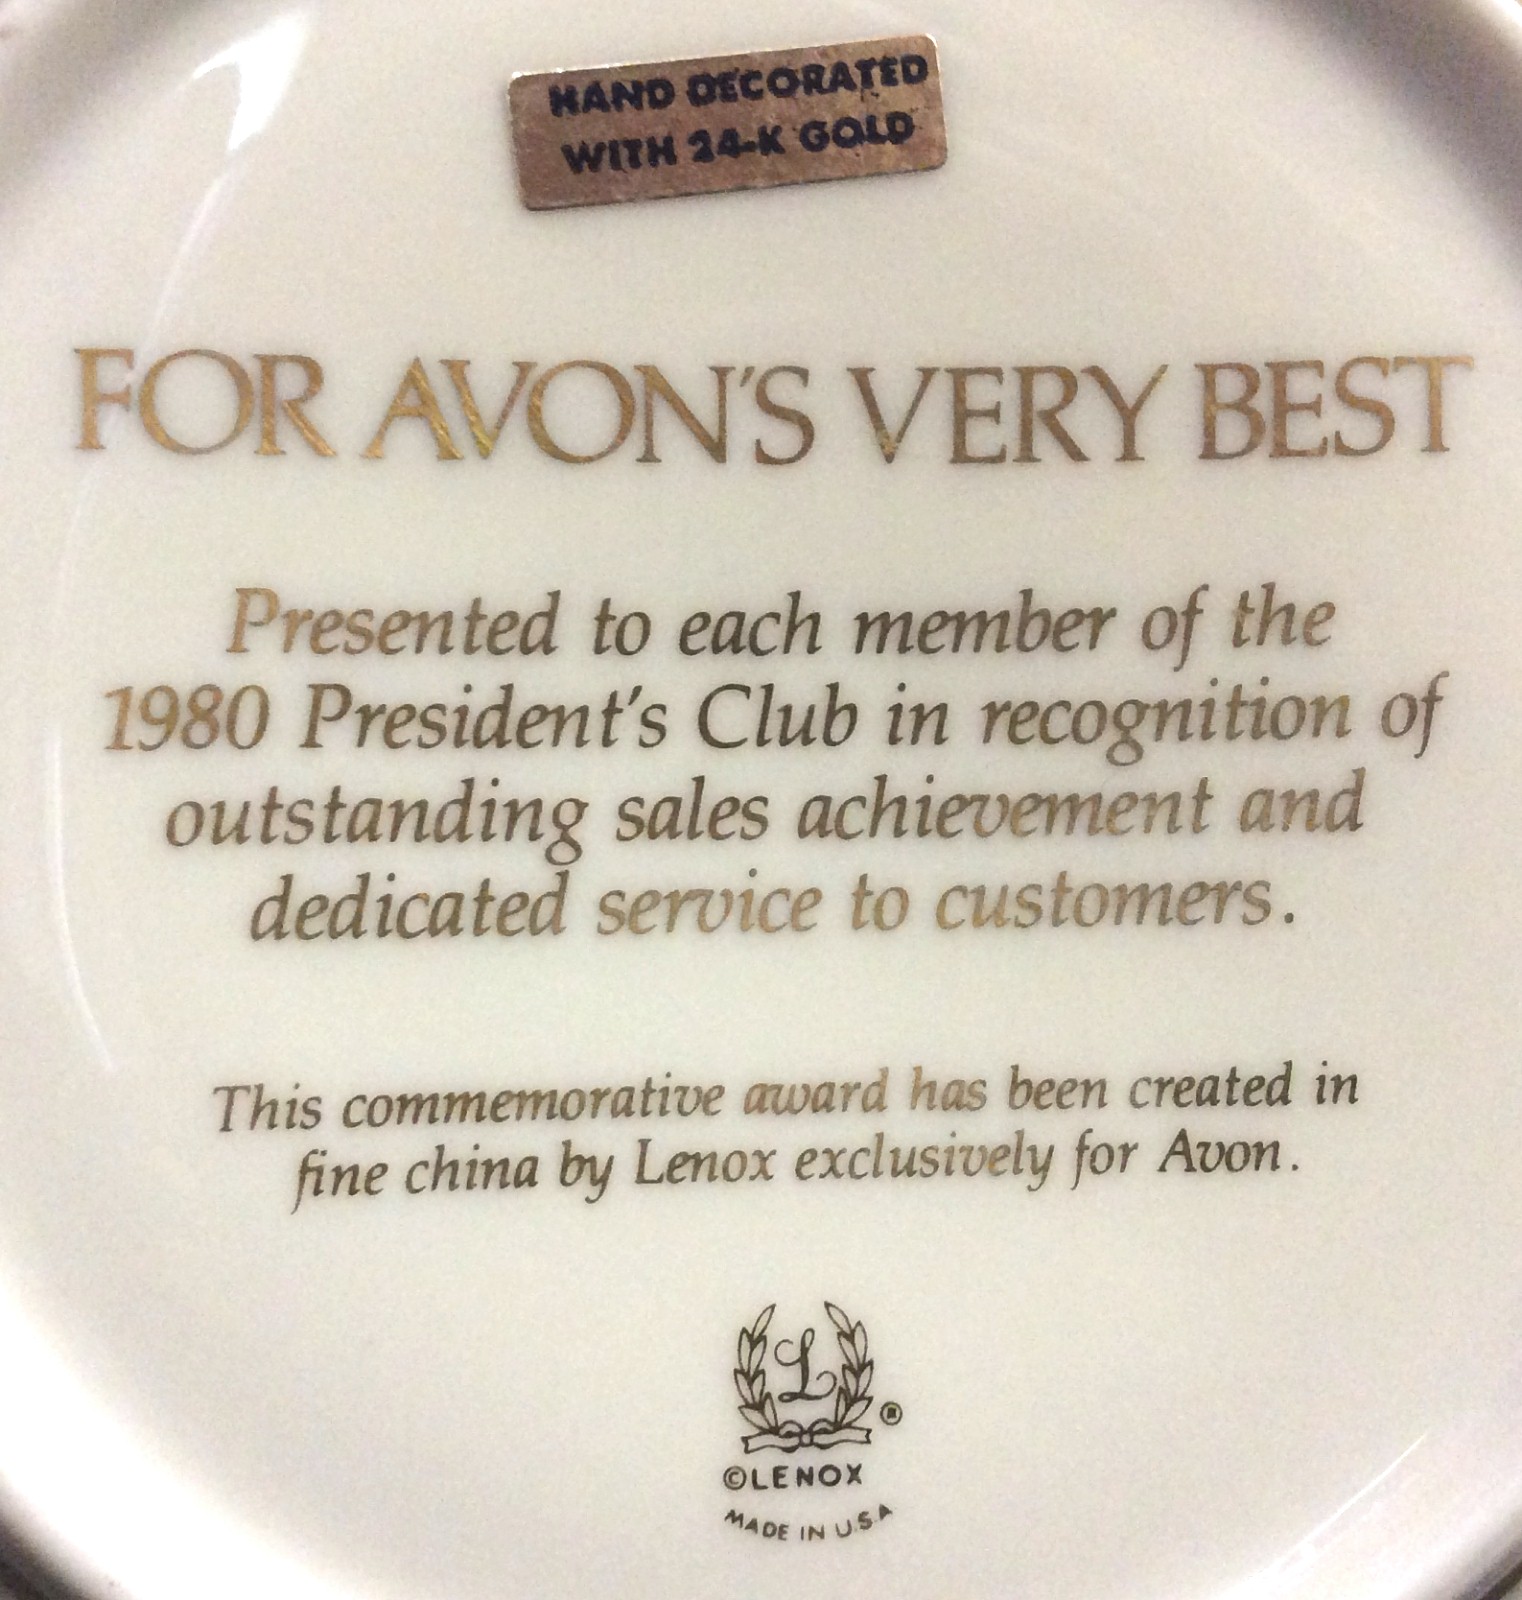 HAND DECORATED
WITH 24-K GOLD
FOR AVON'S VERY BEST
Presented to each member of the
1980 President's Club in recognition of
outstanding sales achievement and
dedicated service to customers.
This commemorative award has been created in
fine china by Lenox exclusively for Avon.
L
®
©LENOX
MADE IN U.S.A